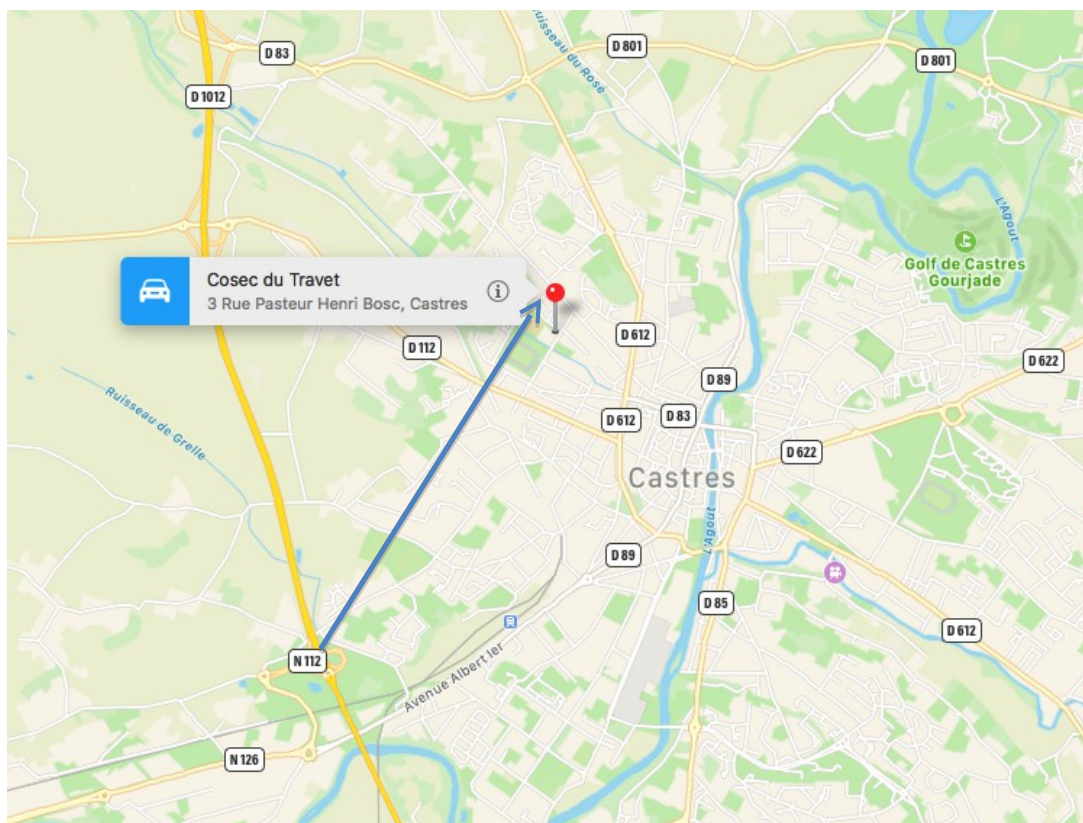 Ruisseau du Rosé
D 83
D 801
D 801
D 1012
L'Agout
Golf de Castres
Gourjade
Cosec du Travet
3 Rue Pasteur Henri Bosc, Castres
D 612
D 112
D 622
D 89
Ruisseau de Grelle
D 612
D 83
D 622
Castres
L'Agout
D 89
D 85
D 612
N 112
Avenue Albert Ier
N 126